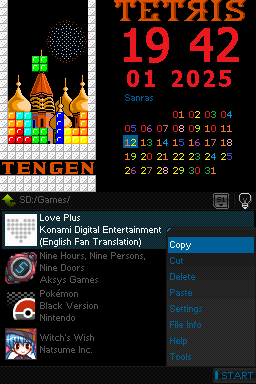 TETRIS
19 42
01 2025
Sanras
01 02 03 04
05 06 07 08 09 10 11
12 13 14 15 16 17 18
19 20 21 22 23 24 25
26 27 28 29 30 31
TENGEN
SD:/Games/
Love Plus
Konami Digital Entertainment
(English Fan Translation)
Nine Hours, Nine Persons,
Nine Doors
Aksys Games
Pokémon
Black Version
Nintendo
Witch's Wish
Natsume Inc.
Copy
Cut
Delete
Paste
Settings
File Info
Help
Tools
START